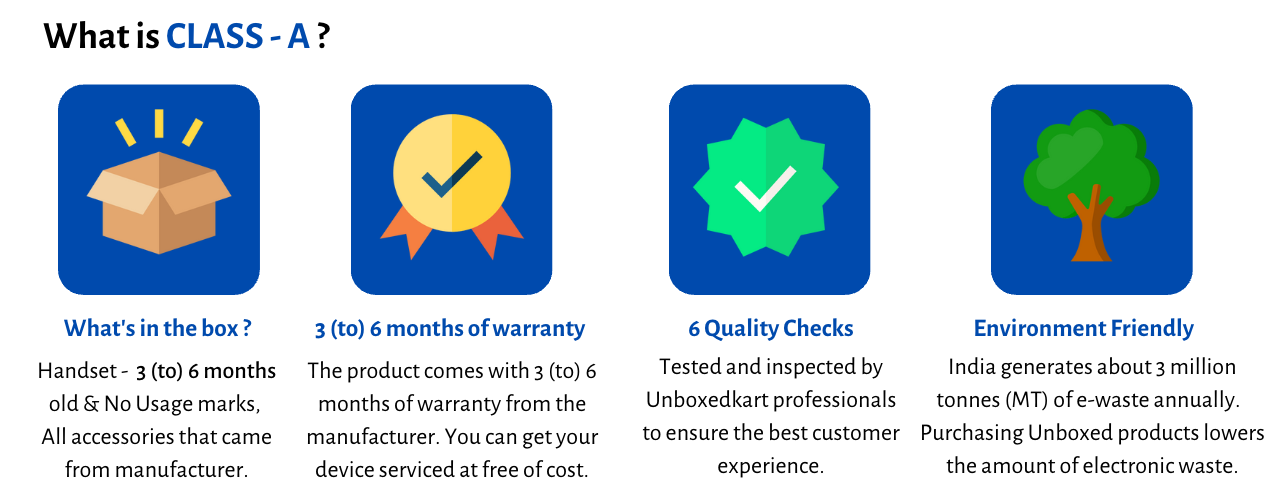 What is CLASS - A ?
What's in the box ?
Handset - 3 (to) 6 months
old & No Usage marks,
All accessories that came
from manufacturer.
3 (to) 6 months of warranty
The product comes with 3 (to) 6
months of warranty from the
manufacturer. You can get your
device serviced at free of cost.
6 Quality Checks
Tested and inspected by
Unboxedkart professionals
to ensure the best customer
experience.
Environment Friendly
India generates about 3 million
tonnes (MT) of e-waste annually.
Purchasing Unboxed products lowers
the amount of electronic waste.